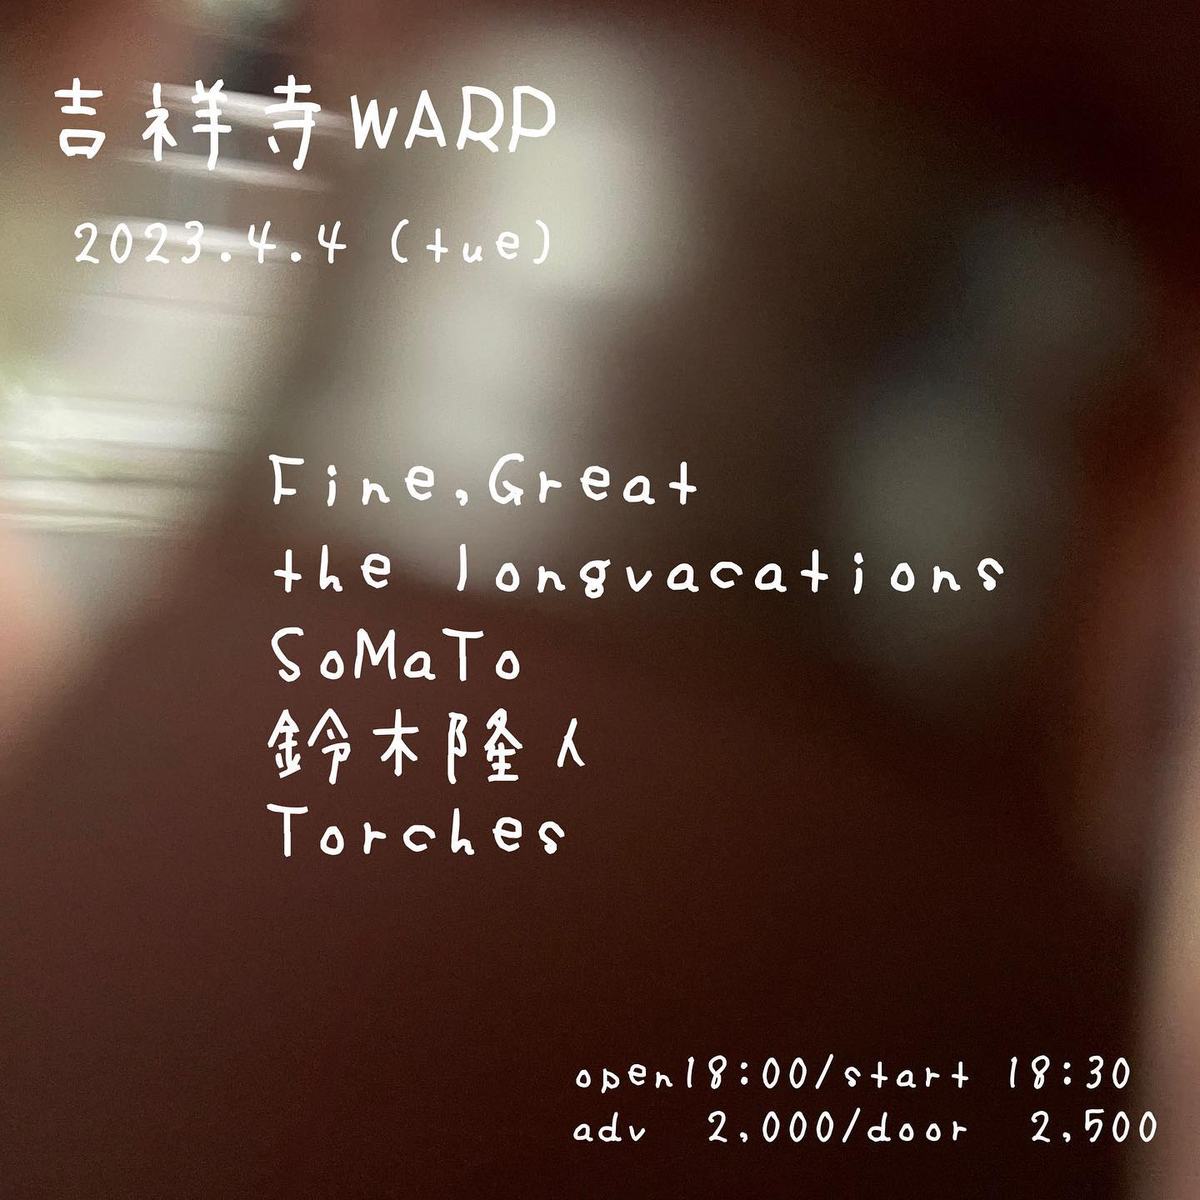 吉祥寺WARP
2023.4.4 (tue)
Fine,Great
the longvacations
SoMaTo
鈴木隆人
Torches
open18:00/start 18:30
adv 2,000/door 2,500